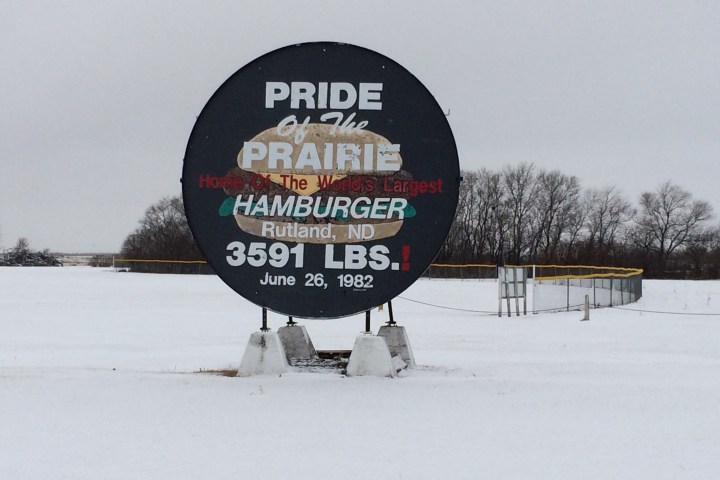 PRIDE
Of The
PRAIRIE
Home Of The World's Largest
HAMBURGER
Rutland, ND
3591 LBS.!
June 26, 1982